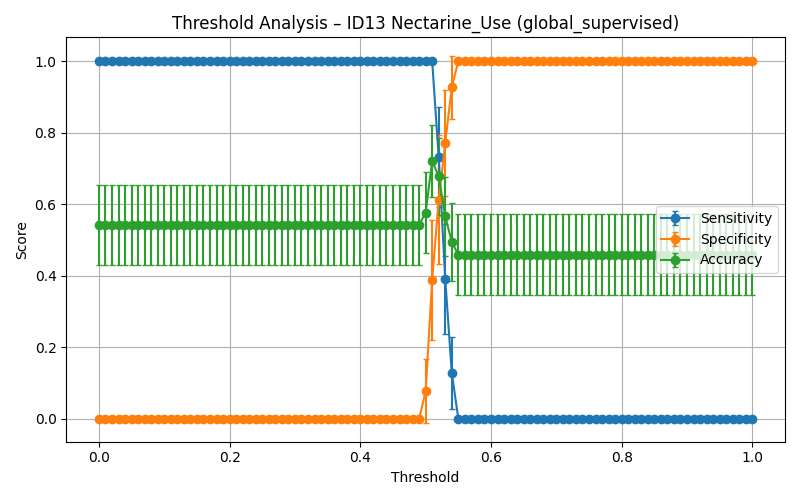 Threshold Analysis – ID13 Nectarine_Use (global_supervised)
1.0
0.8
0.6
0.4
0.2
0.0
Score
Sensitivity
Specificity
Accuracy
0.0 0.2 0.4 0.6 0.8 1.0
Threshold